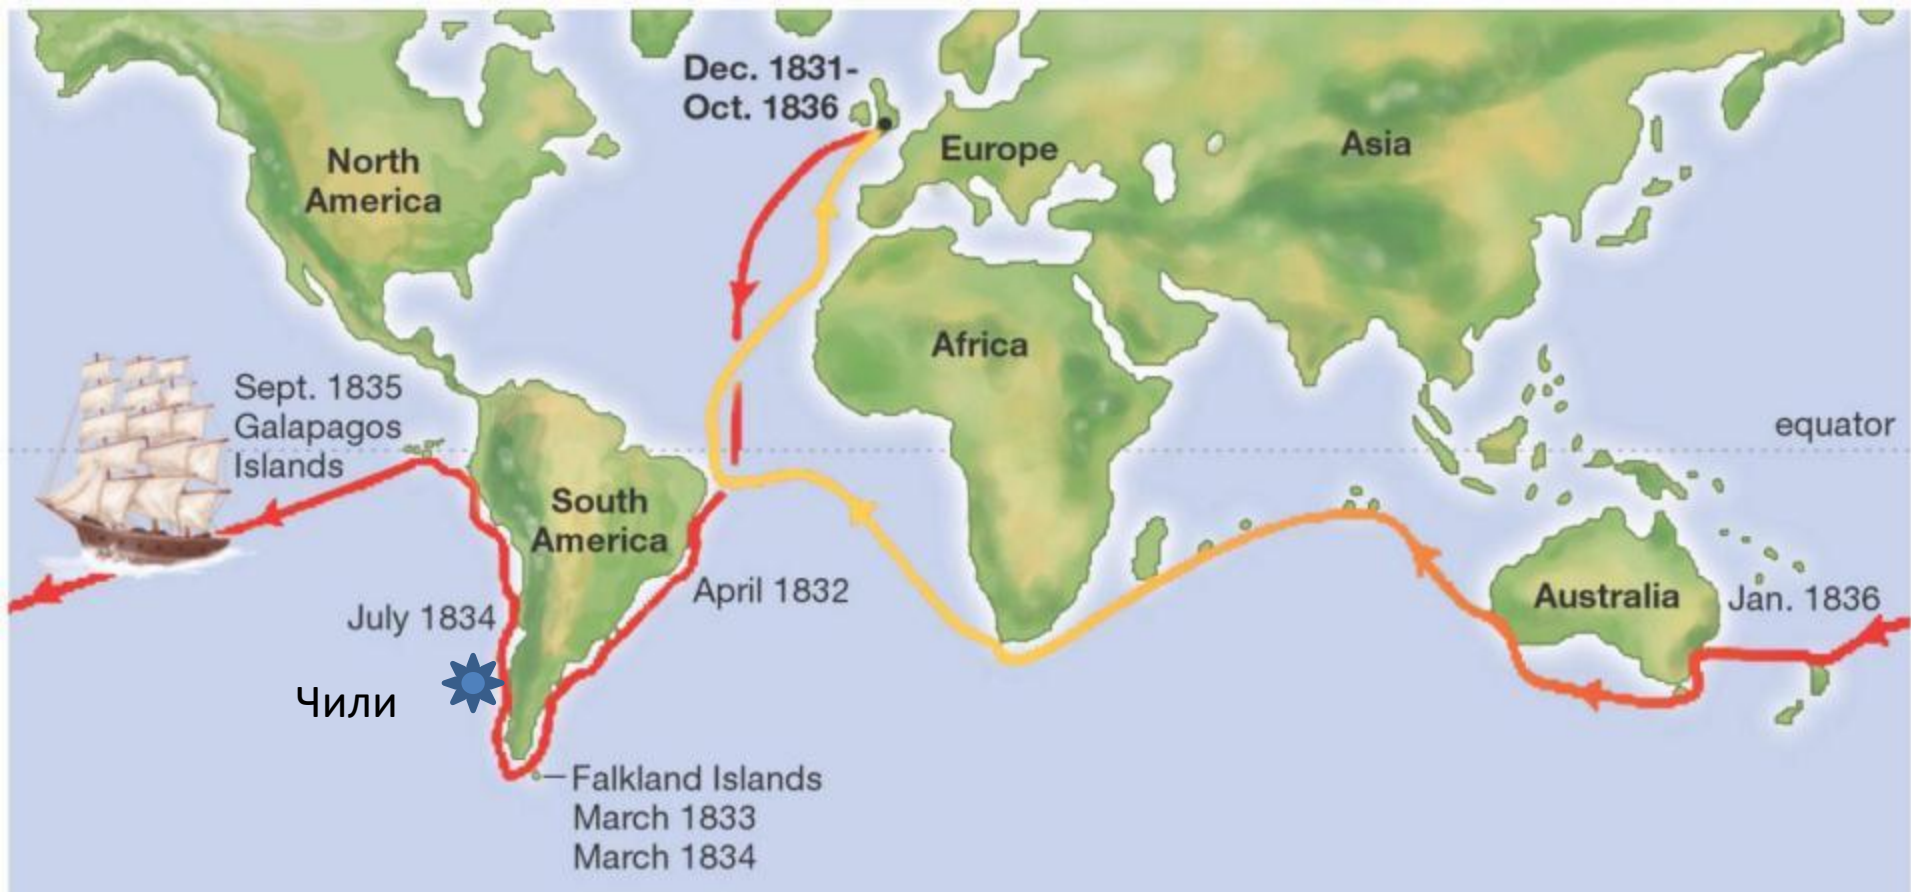 Dec. 1831-
Oct. 1836
North
America
Europe
Asia
Africa
Sept. 1835
Galapagos
Islands
equator
South
America
April 1832
July 1834
Australia
Jan. 1836
Чили
Falkland Islands
March 1833
March 1834